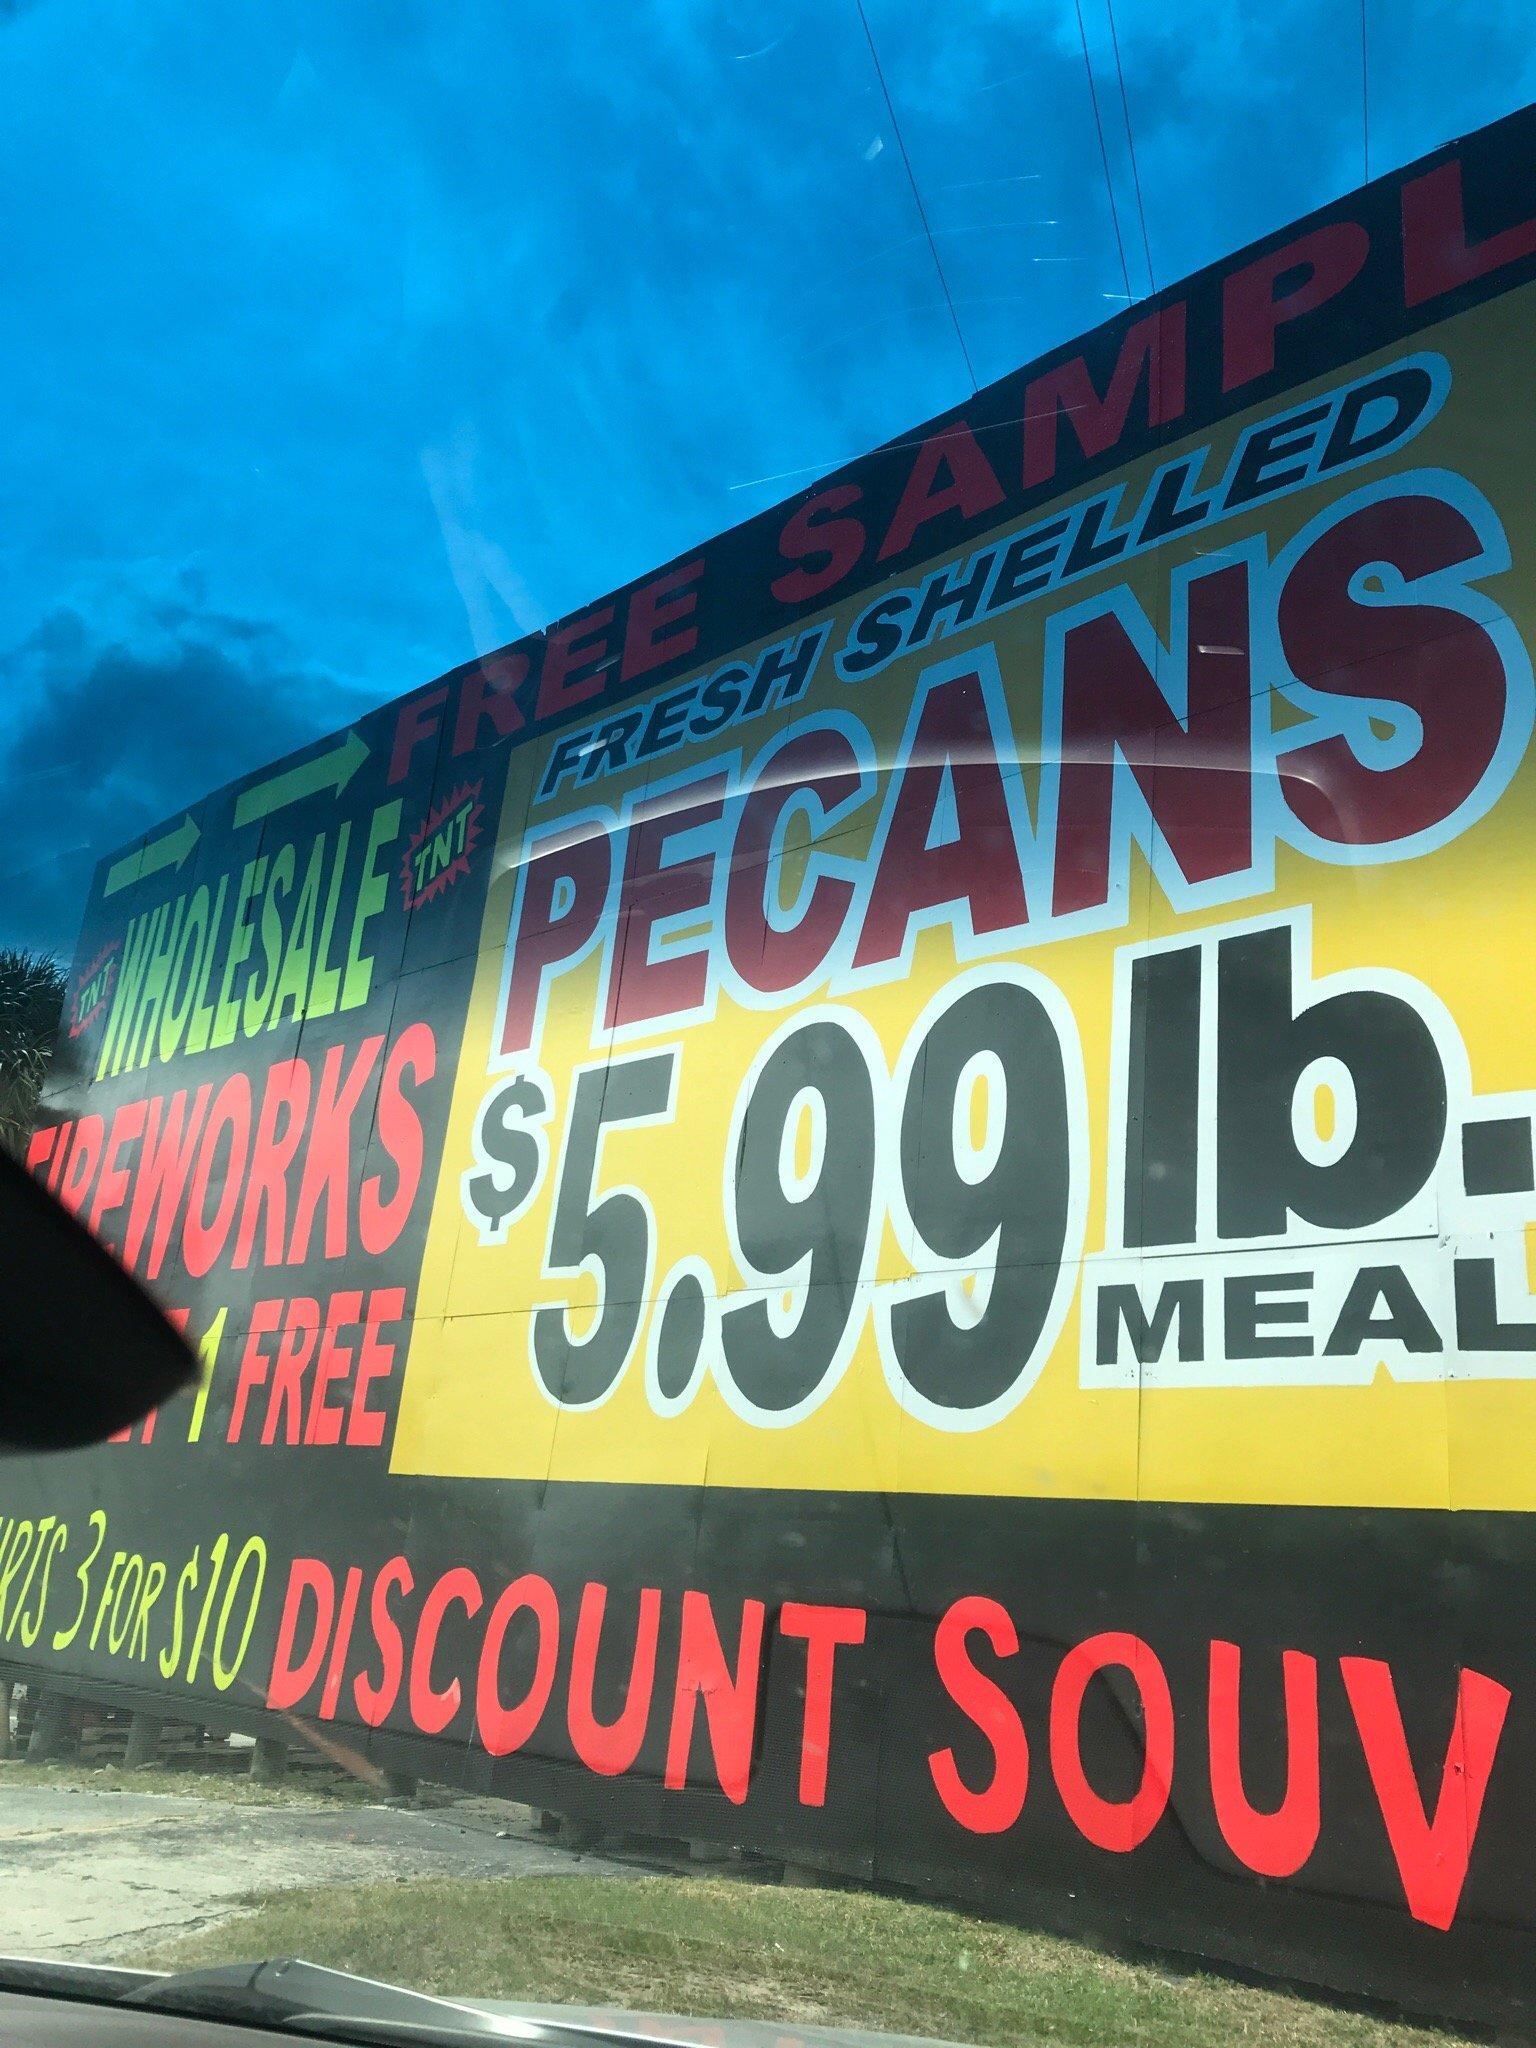 FREE SAMPL
FRESH SHELLED
PECANS
$5.99 lb.
MEAL
TNT WHOLESALE TNT
FIREWORKS
1 FREE
3 FOR $10 DISCOUNT SOUV